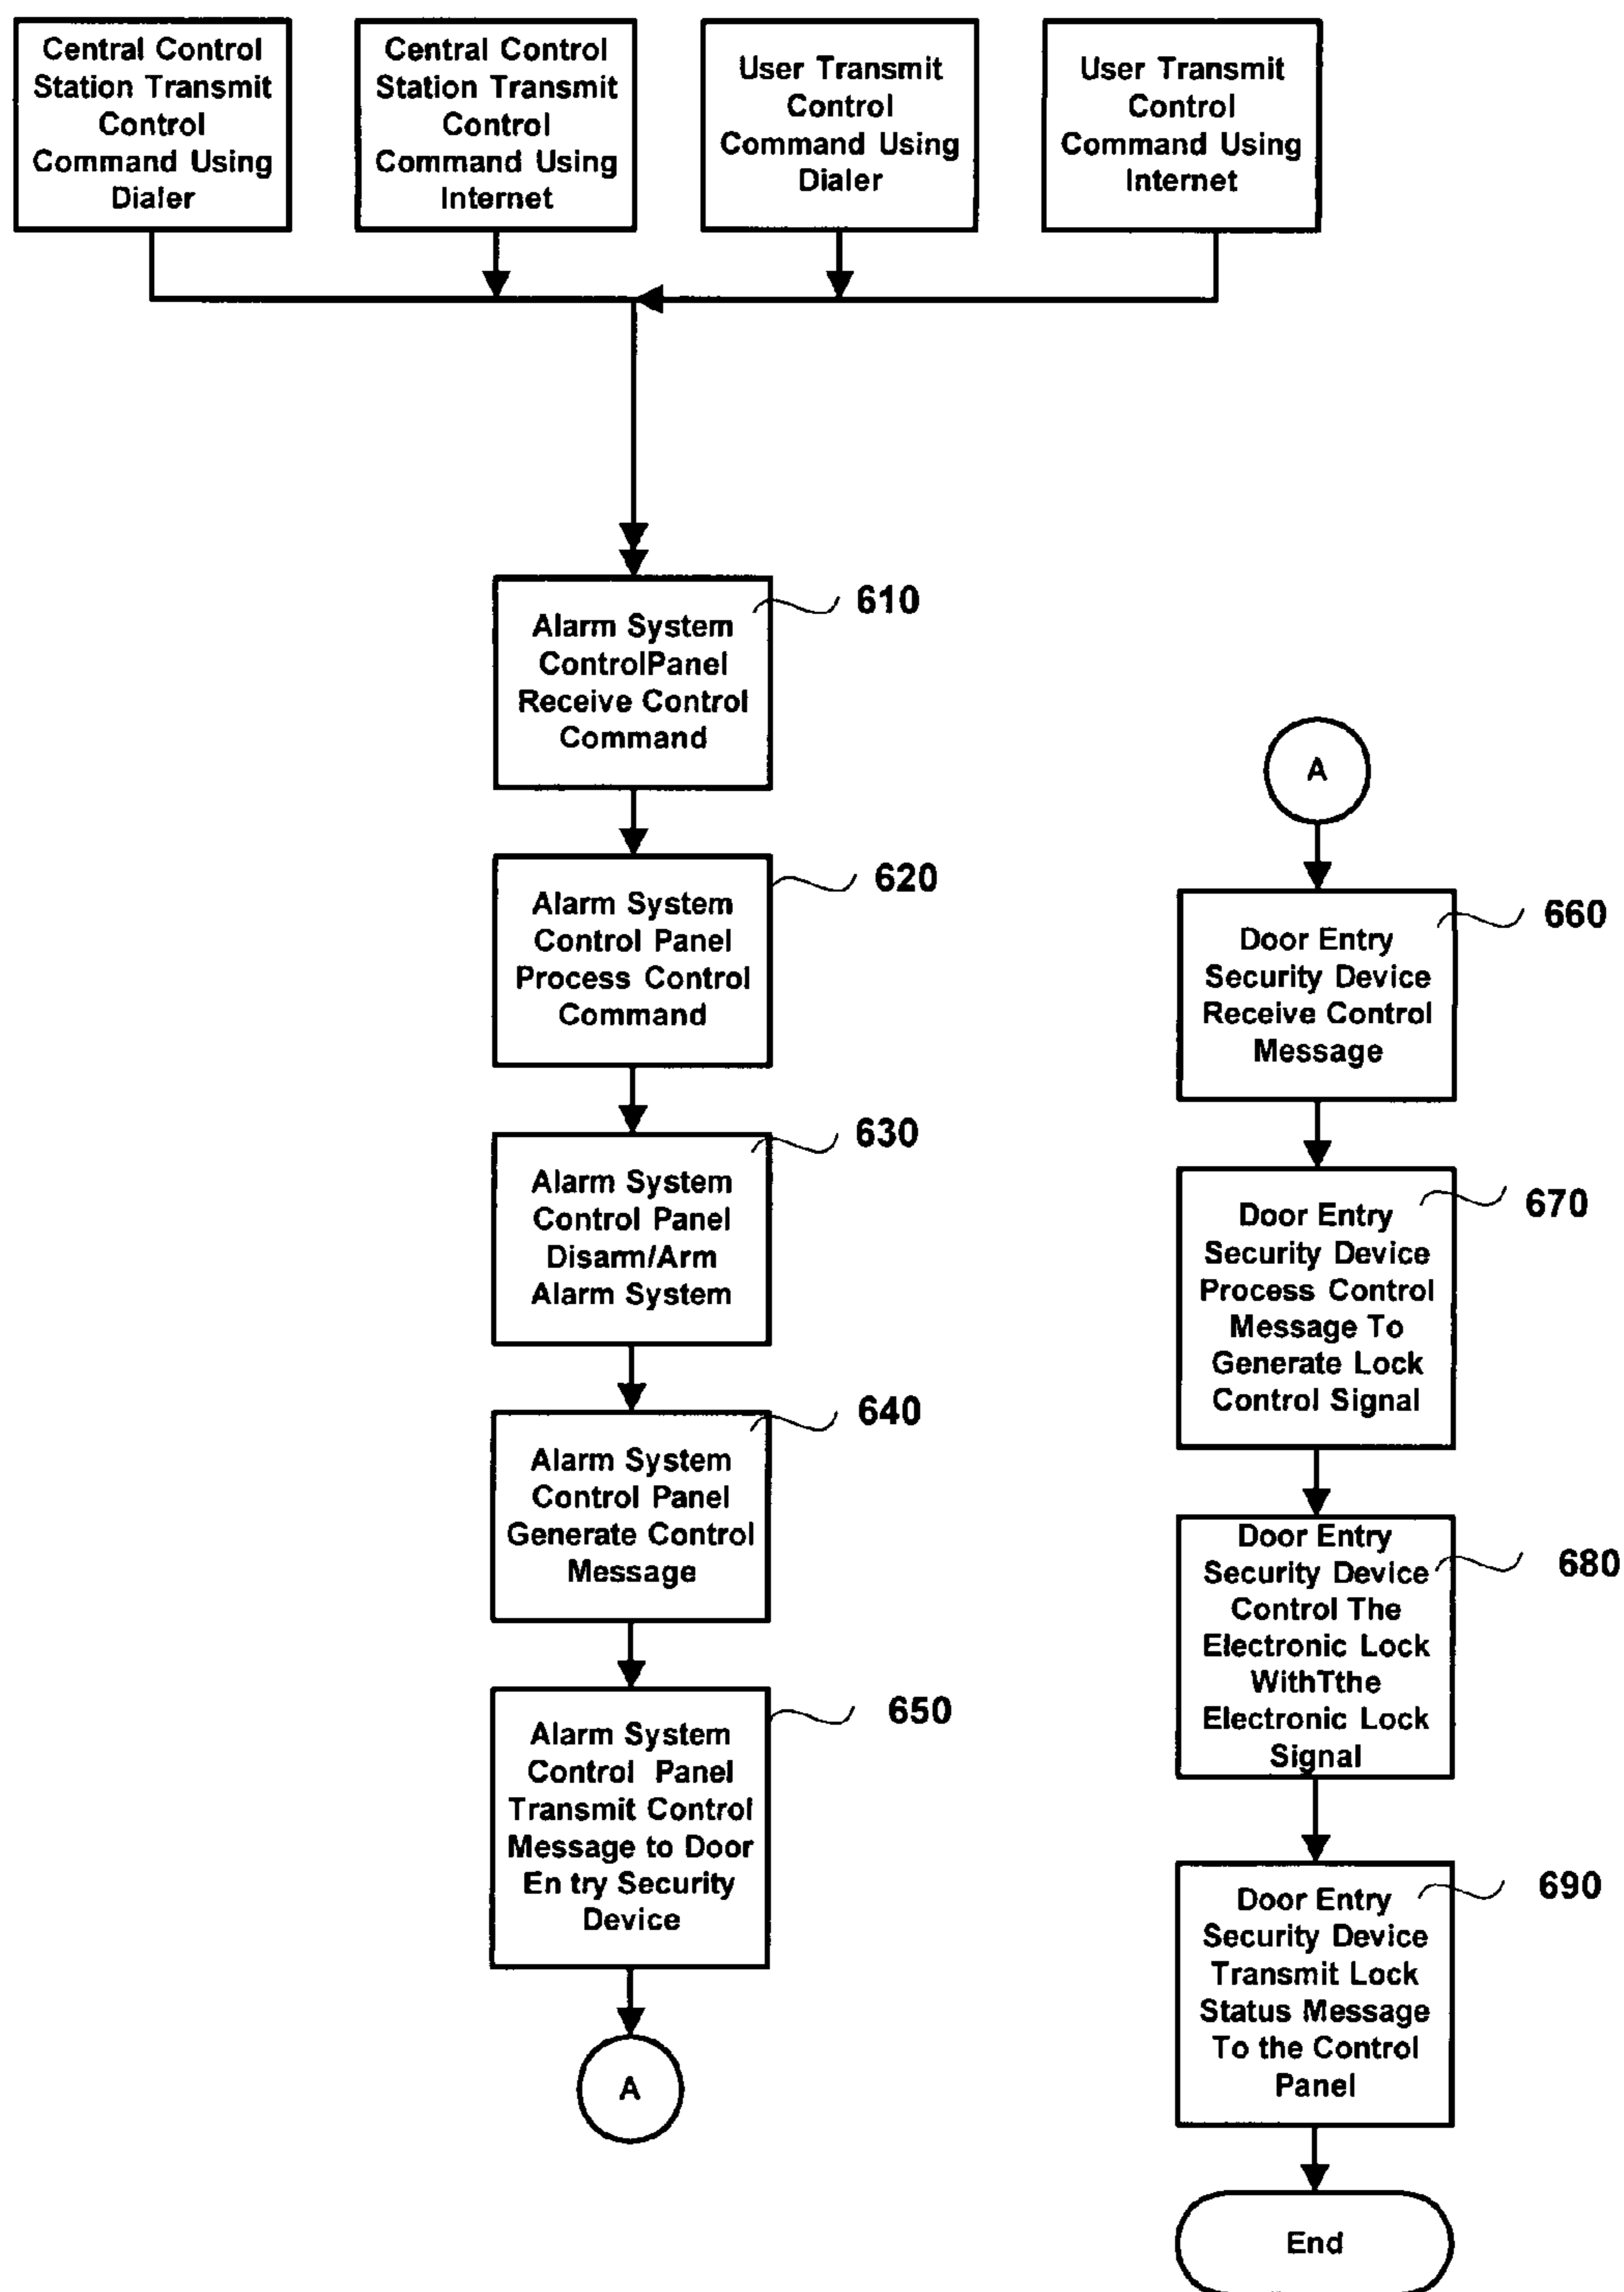 Central Control
Station Transmit
Control
Command Using
Dialer
Central Control
Station Transmit
Control
Command Using
Internet
User Transmit
Control
Command Using
Dialer
User Transmit
Control
Command Using
Internet
610
Alarm System
ControlPanel
Receive Control
Command
620
Alarm System
Control Panel
Process Control
Command
630
Alarm System
Control Panel
Disarm/Arm
Alarm System
640
Alarm System
Control Panel
Generate Control
Message
650
Alarm System
Control Panel
Transmit Control
Message to Door
En try Security
Device
A
A
660
Door Entry
Security Device
Receive Control
Message
670
Door Entry
Security Device
Process Control
Message To
Generate Lock
Control Signal
680
Door Entry
Security Device
Control The
Electronic Lock
WithTthe
Electronic Lock
Signal
690
Door Entry
Security Device
Transmit Lock
Status Message
To the Control
Panel
End